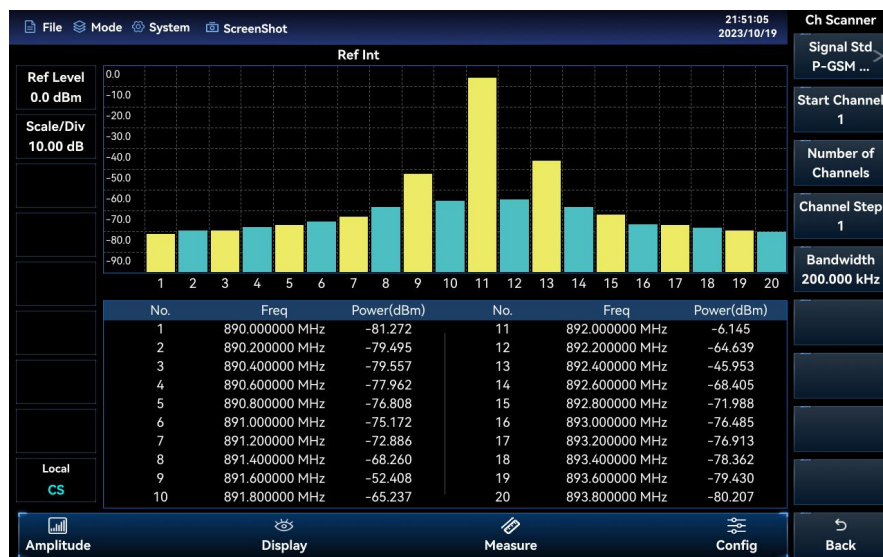 File Mode System ScreenShot 21:51:05
2023/10/19
Ch Scanner
Ref Int
Ref Level
0.0 dBm
Scale/Div
10.00 dB
0.0
-10.0
-20.0
-30.0
-40.0
-50.0
-60.0
-70.0
-80.0
-90.0
1 2 3 4 5 6 7 8 9 10 11 12 13 14 15 16 17 18 19 20
No. Freq Power(dBm) No. Freq Power(dBm)
1 890.000000 MHz -81.272 11 892.000000 MHz -6.145
2 890.200000 MHz -79.495 12 892.200000 MHz -64.639
3 890.400000 MHz -79.557 13 892.400000 MHz -45.953
4 890.600000 MHz -77.962 14 892.600000 MHz -68.405
5 890.800000 MHz -76.808 15 892.800000 MHz -71.988
6 891.000000 MHz -75.172 16 893.000000 MHz -76.485
7 891.200000 MHz -72.886 17 893.200000 MHz -76.913
8 891.400000 MHz -68.260 18 893.400000 MHz -78.362
9 891.600000 MHz -52.408 19 893.600000 MHz -79.430
10 891.800000 MHz -65.237 20 893.800000 MHz -80.207
Local
CS
Signal Std >
P-GSM ...
Start Channel
1
Number of
Channels
Channel Step
1
Bandwidth
200.000 kHz
Amplitude Display Measure Config Back